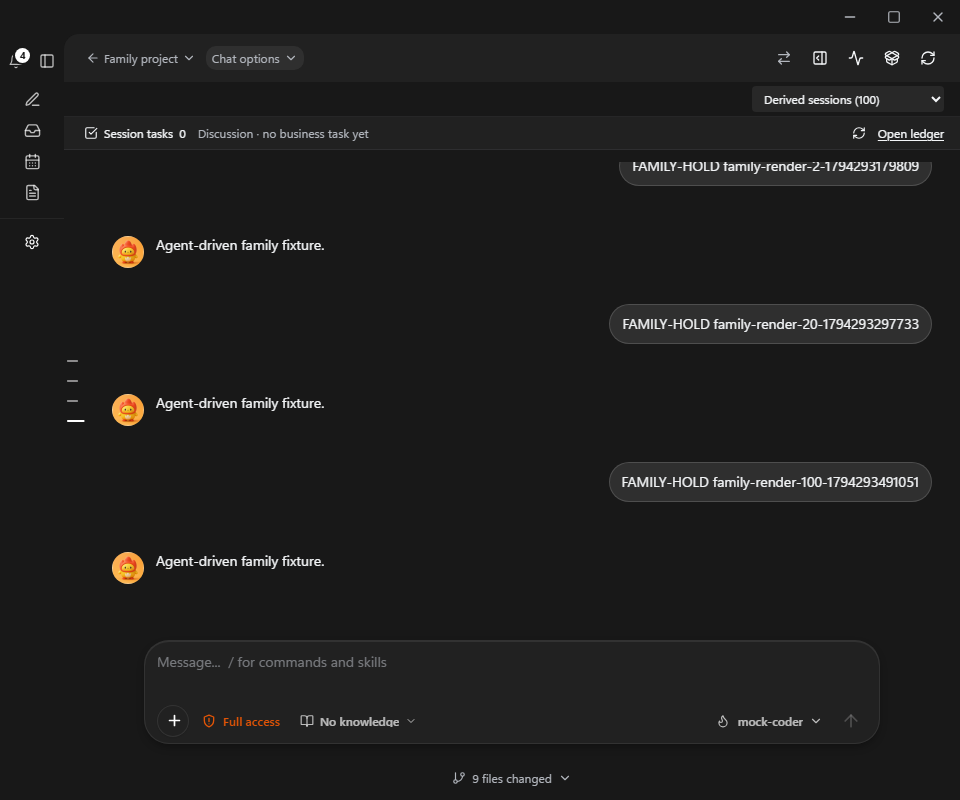 4
Family project
Chat options
Derived sessions (100)
Session tasks 0 Discussion · no business task yet
Open ledger
FAMILY-HOLD family-render-2-1794293179809
Agent-driven family fixture.
FAMILY-HOLD family-render-20-1794293297733
Agent-driven family fixture.
FAMILY-HOLD family-render-100-1794293491051
Agent-driven family fixture.
Message... / for commands and skills
Full access
No knowledge
mock-coder
9 files changed